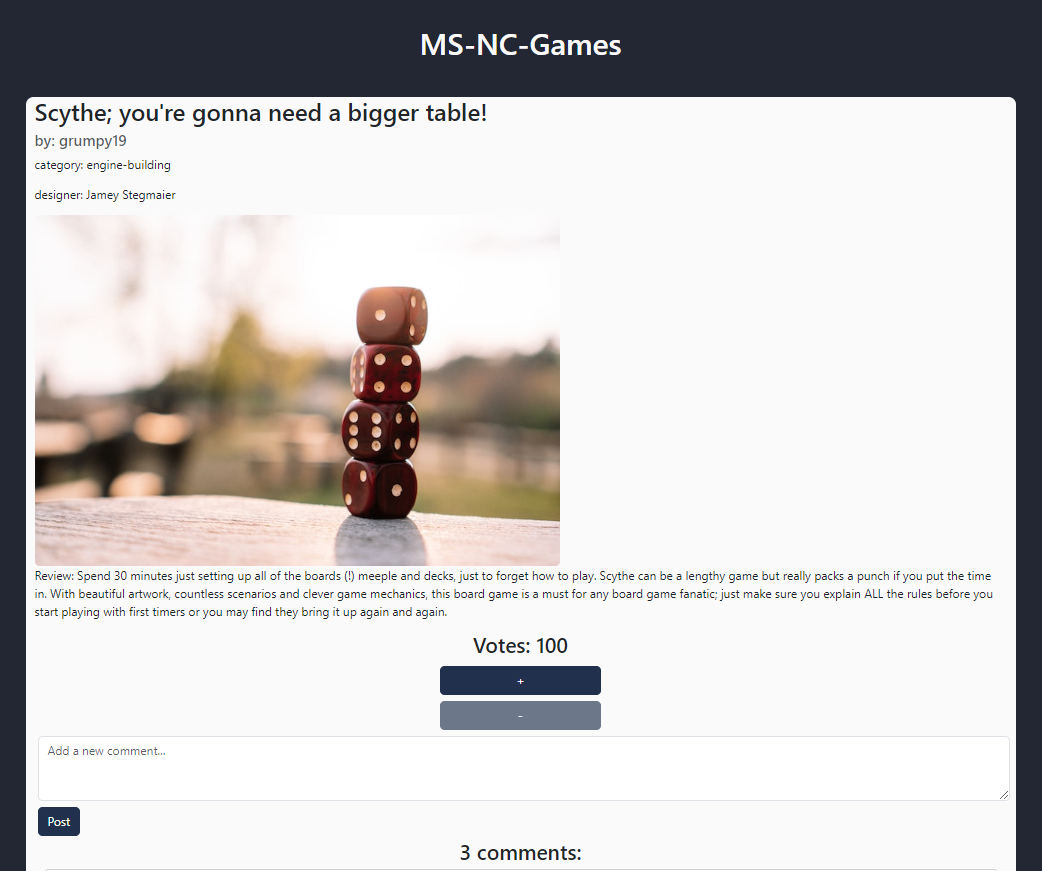 MS-NC-Games
Scythe; you're gonna need a bigger table!
by: grumpy19
category: engine-building
designer: Jamey Stegmaier
Review: Spend 30 minutes just setting up all of the boards (!) meeple and decks, just to forget how to play. Scythe can be a lengthy game but really packs a punch if you put the time
in. With beautiful artwork, countless scenarios and clever game mechanics, this board game is a must for any board game fanatic; just make sure you explain ALL the rules before you
start playing with first timers or you may find they bring it up again and again.
Votes: 100
+
-
Add a new comment...
Post
3 comments: